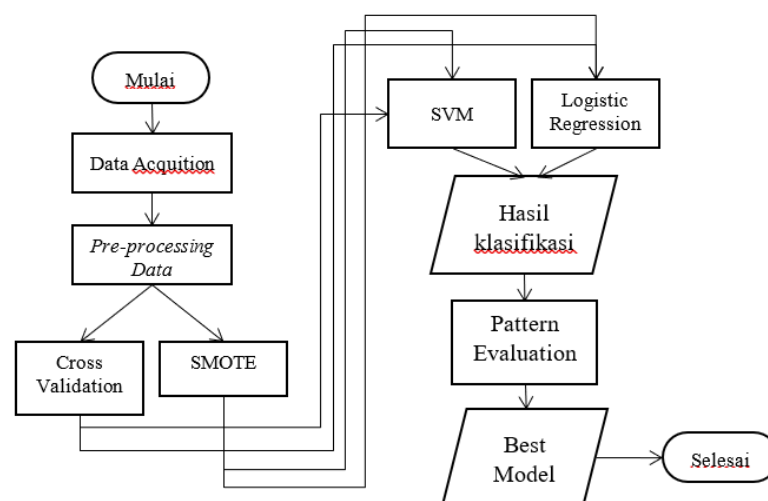 Mulai
Data Acquition
Pre-processing
Data
Cross
Validation
SMOTE
SVM
Logistic
Regression
Hasil
klasifikasi
Pattern
Evaluation
Best
Model
Selesai